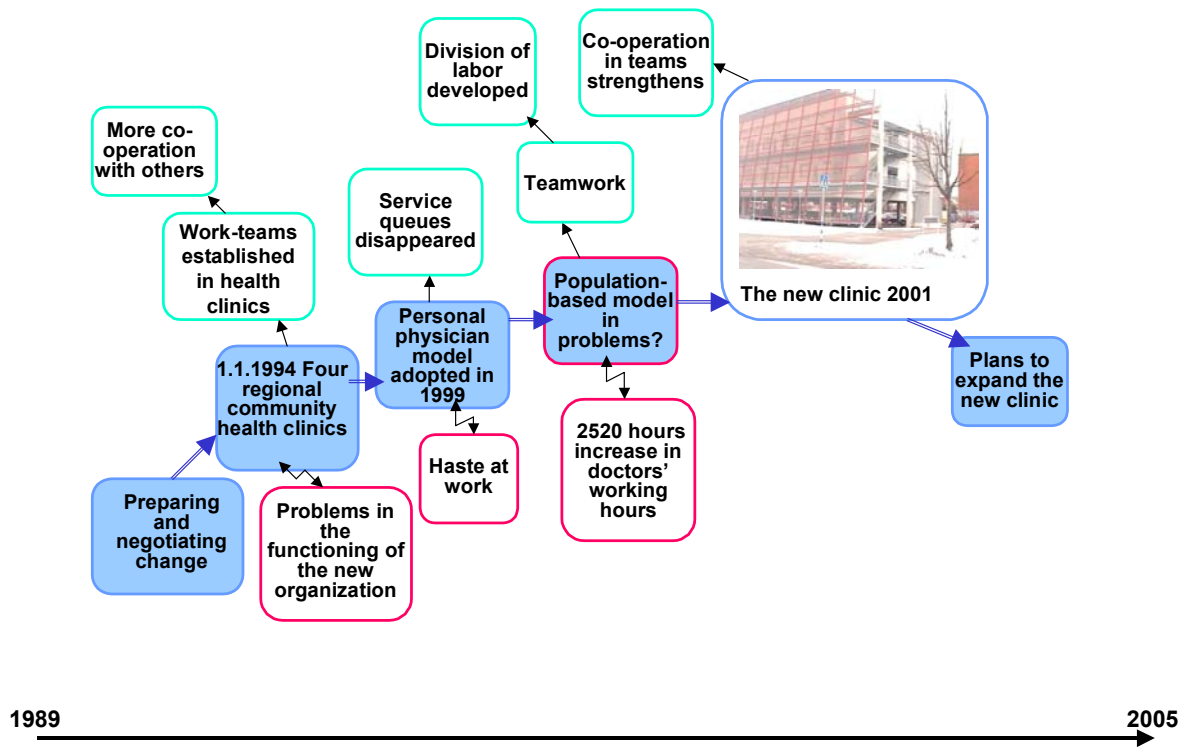 Division of
labor
developed
Co-operation
in teams
strengthens
More co-
operation
with others
Teamwork
Service
queues
disappeared
Work-teams
established
in health
clinics
Population-
based model
in
problems?
The new clinic 2001
Personal
physician
model
adopted in
1999
1.1.1994 Four
regional
community
health clinics
Plans to
expand the
new clinic
2520 hours
increase in
doctors’
working
hours
Haste at
work
Preparing
and
negotiating
change
Problems in
the
functioning of
the new
organization
1989
2005